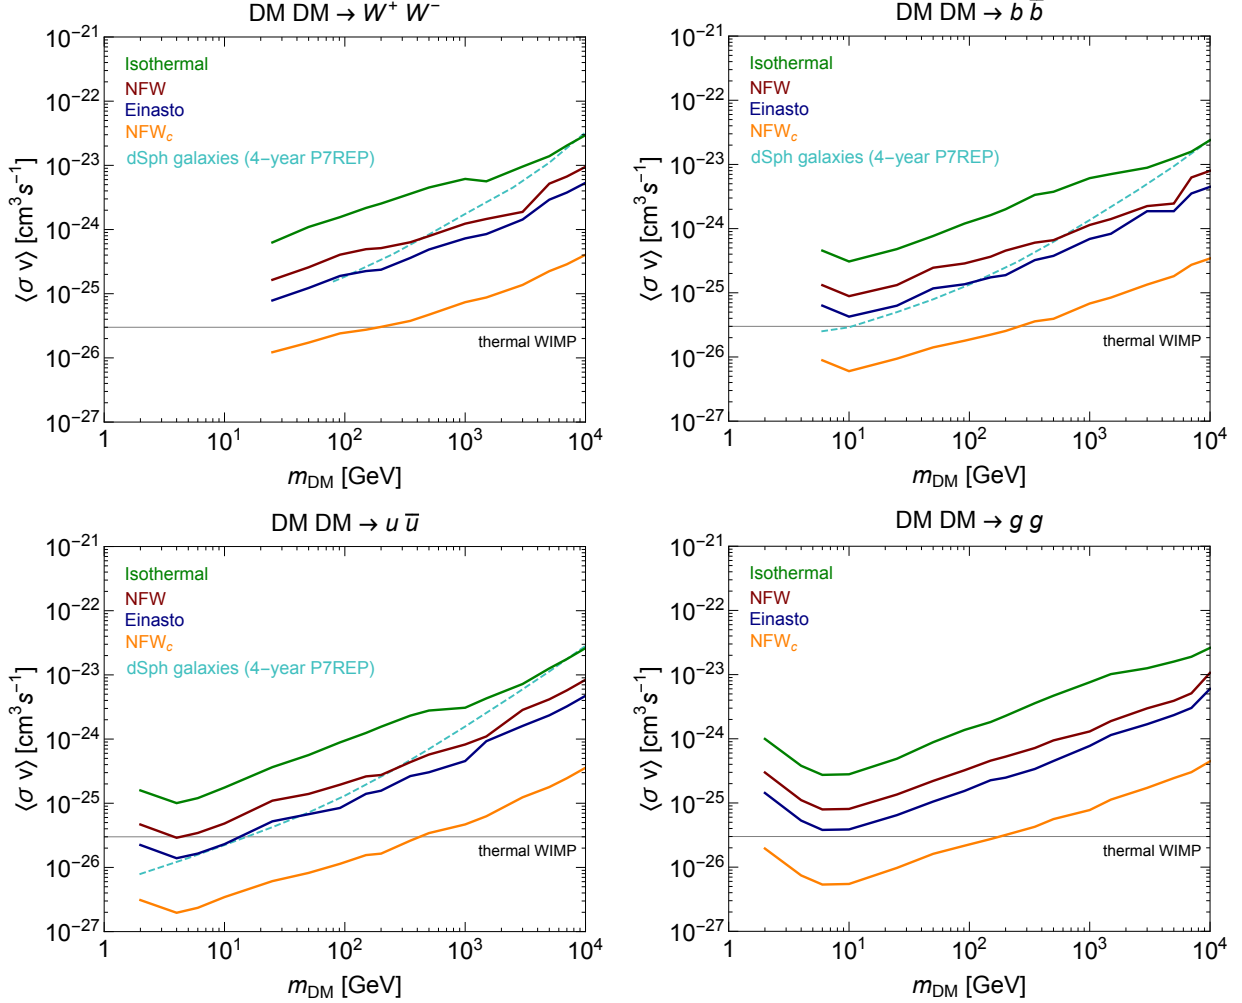 DM DM → W⁺ W⁻
10⁻²¹
10⁻²²
10⁻²³
10⁻²⁴
10⁻²⁵
10⁻²⁶
10⁻²⁷
⟨σ v⟩ [cm³s⁻¹]
Isothermal
NFW
Einasto
NFW_c
dSph galaxies (4−year P7REP)
thermal WIMP
1 10¹ 10² 10³ 10⁴
m_DM [GeV]
DM DM → b b̅
10⁻²¹
10⁻²²
10⁻²³
10⁻²⁴
10⁻²⁵
10⁻²⁶
10⁻²⁷
⟨σ v⟩ [cm³s⁻¹]
Isothermal
NFW
Einasto
NFW_c
dSph galaxies (4−year P7REP)
thermal WIMP
1 10¹ 10² 10³ 10⁴
m_DM [GeV]
DM DM → u u̅
10⁻²¹
10⁻²²
10⁻²³
10⁻²⁴
10⁻²⁵
10⁻²⁶
10⁻²⁷
⟨σ v⟩ [cm³s⁻¹]
Isothermal
NFW
Einasto
NFW_c
dSph galaxies (4−year P7REP)
thermal WIMP
1 10¹ 10² 10³ 10⁴
m_DM [GeV]
DM DM → g g
10⁻²¹
10⁻²²
10⁻²³
10⁻²⁴
10⁻²⁵
10⁻²⁶
10⁻²⁷
⟨σ v⟩ [cm³s⁻¹]
Isothermal
NFW
Einasto
NFW_c
thermal WIMP
1 10¹ 10² 10³ 10⁴
m_DM [GeV]